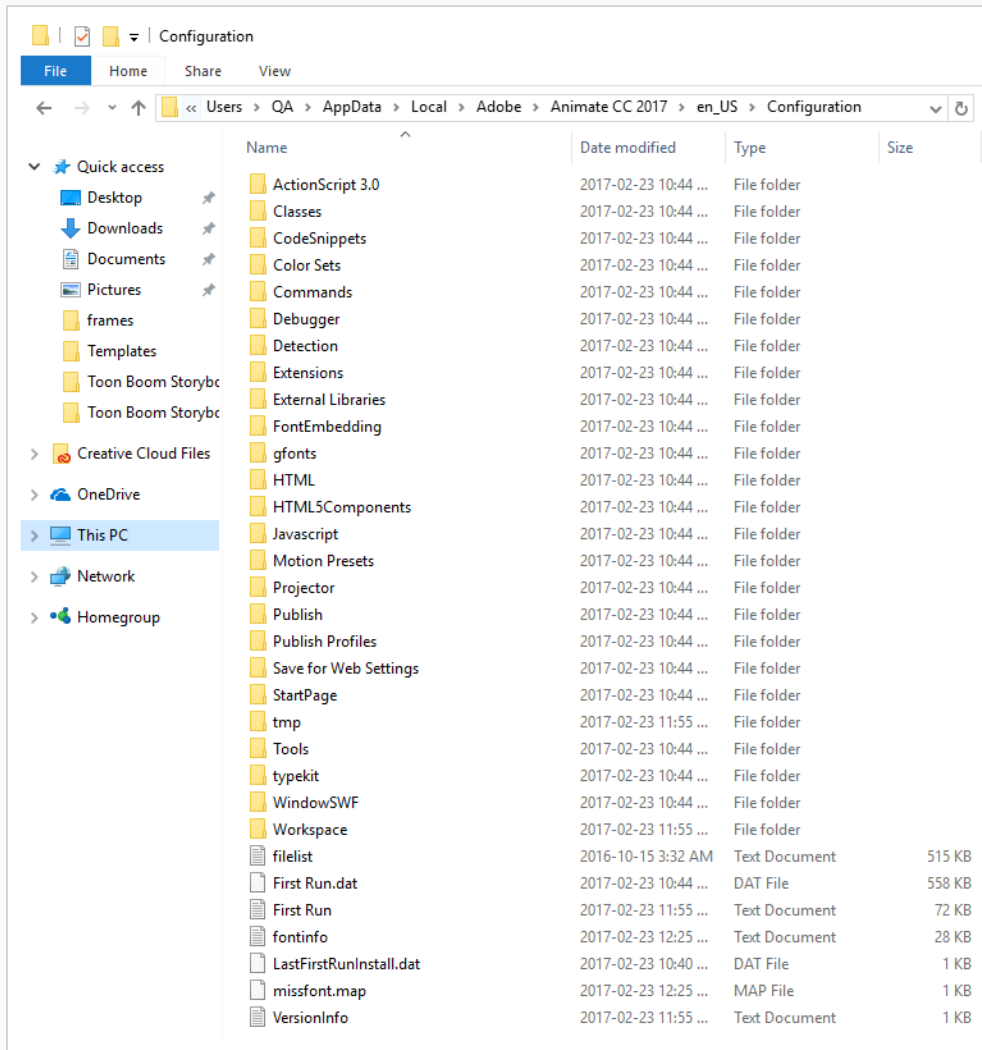 Configuration
File Home Share View
« Users > QA > AppData > Local > Adobe > Animate CC 2017 > en_US > Configuration
Name Date modified Type Size
Quick access
Desktop
Downloads
Documents
Pictures
frames
Templates
Toon Boom Storybc
Toon Boom Storybc
Creative Cloud Files
OneDrive
This PC
Network
Homegroup
ActionScript 3.0 2017-02-23 10:44 ... File folder
Classes 2017-02-23 10:44 ... File folder
CodeSnippets 2017-02-23 10:44 ... File folder
Color Sets 2017-02-23 10:44 ... File folder
Commands 2017-02-23 10:44 ... File folder
Debugger 2017-02-23 10:44 ... File folder
Detection 2017-02-23 10:44 ... File folder
Extensions 2017-02-23 10:44 ... File folder
External Libraries 2017-02-23 10:44 ... File folder
FontEmbedding 2017-02-23 10:44 ... File folder
gfonts 2017-02-23 10:44 ... File folder
HTML 2017-02-23 10:44 ... File folder
HTML5Components 2017-02-23 10:44 ... File folder
Javascript 2017-02-23 10:44 ... File folder
Motion Presets 2017-02-23 10:44 ... File folder
Projector 2017-02-23 10:44 ... File folder
Publish 2017-02-23 10:44 ... File folder
Publish Profiles 2017-02-23 10:44 ... File folder
Save for Web Settings 2017-02-23 10:44 ... File folder
StartPage 2017-02-23 10:44 ... File folder
tmp 2017-02-23 11:55 ... File folder
Tools 2017-02-23 10:44 ... File folder
typekit 2017-02-23 10:44 ... File folder
WindowSWF 2017-02-23 10:44 ... File folder
Workspace 2017-02-23 11:55 ... File folder
filelist 2016-10-15 3:32 AM Text Document 515 KB
First Run.dat 2017-02-23 10:44 ... DAT File 558 KB
First Run 2017-02-23 11:55 ... Text Document 72 KB
fontinfo 2017-02-23 12:25 ... Text Document 28 KB
LastFirstRunInstall.dat 2017-02-23 10:40 ... DAT File 1 KB
missfont.map 2017-02-23 12:25 ... MAP File 1 KB
VersionInfo 2017-02-23 11:55 ... Text Document 1 KB